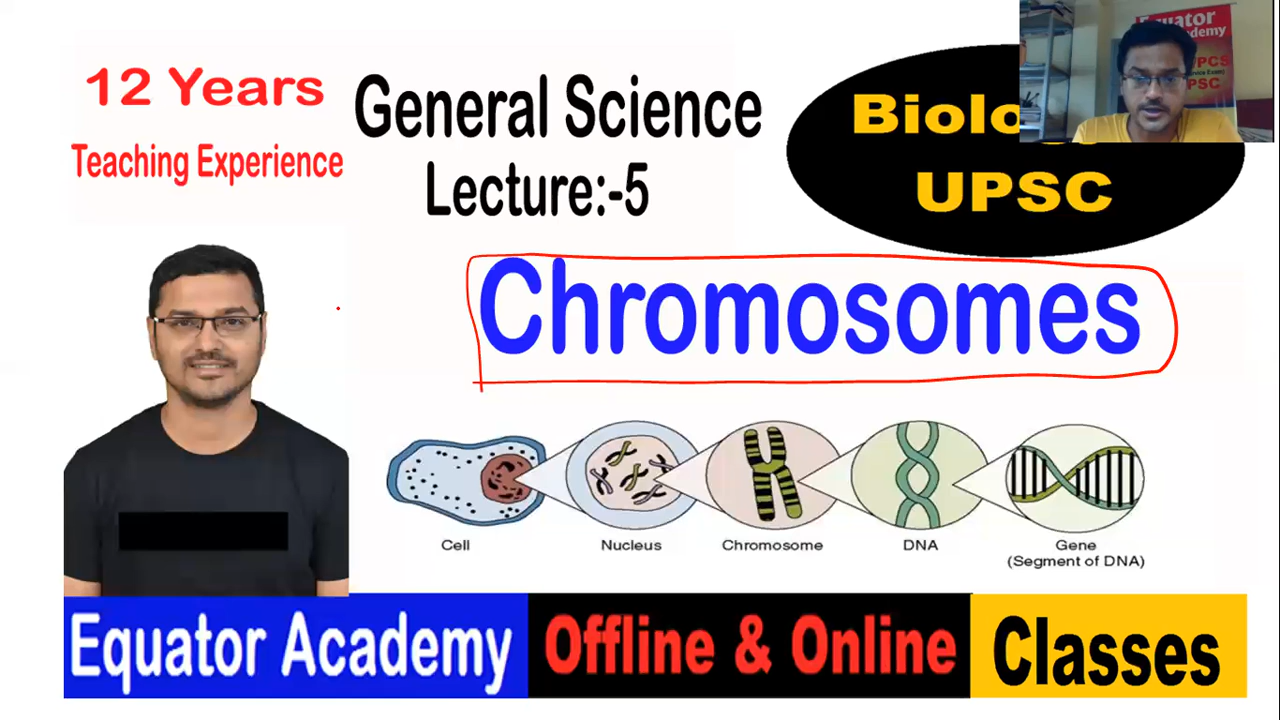 12 Years
Teaching Experience
General Science
Lecture:-5
UPSC
Equator
Chromosomes
Cell
Nucleus
Chromosome
DNA
Gene
(Segment of DNA)
Equator Academy
Offline & Online
Classes